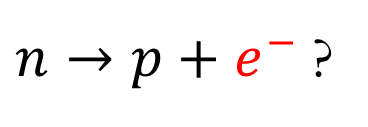 n → p + e⁻ ?